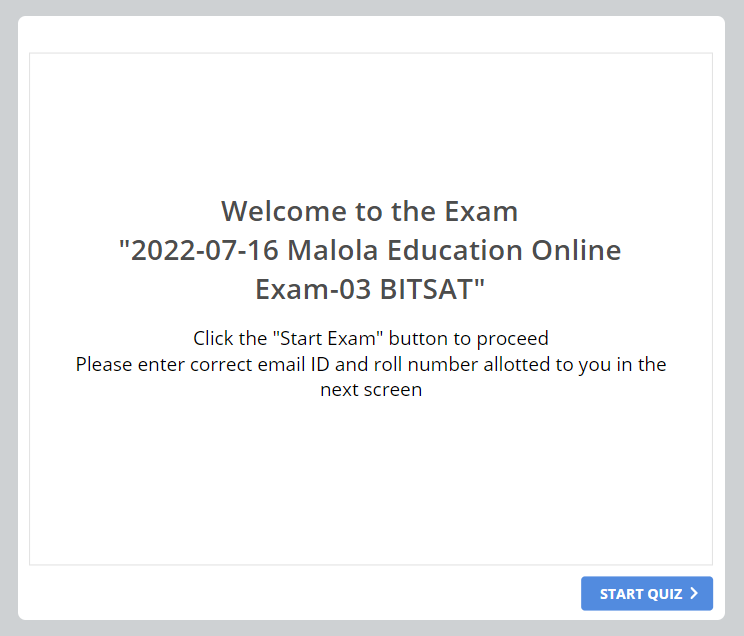 Welcome to the Exam
"2022-07-16 Malola Education Online
Exam-03 BITSAT"
Click the "Start Exam" button to proceed
Please enter correct email ID and roll number allotted to you in the
next screen
START QUIZ